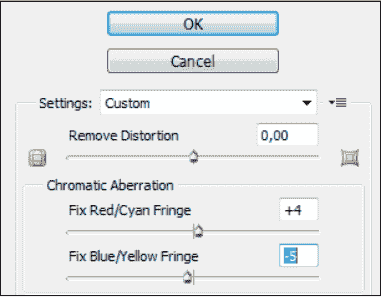 OK
Cancel
Settings: Custom
Remove Distortion 0,00
Chromatic Aberration
Fix Red/Cyan Fringe +4
Fix Blue/Yellow Fringe -5